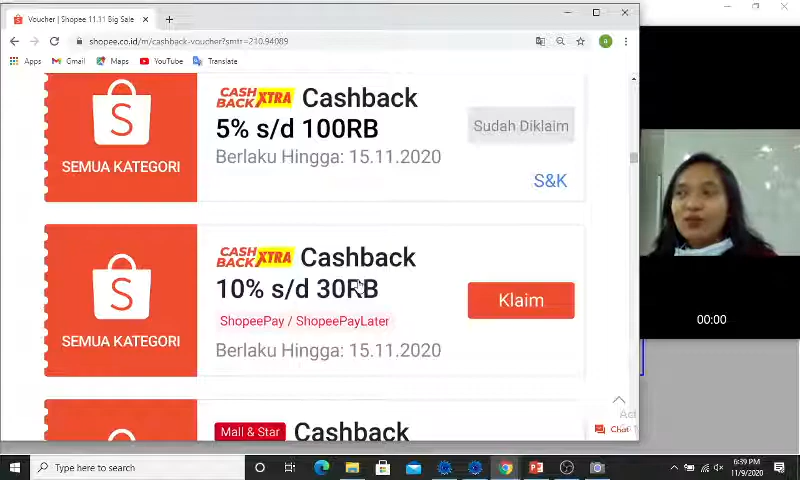 Voucher | Shopee 11.11 Big Sale
shopee.co.id/m/cashback-voucher?smtr=210.94089
a
Apps
Gmail
Maps
YouTube
Translate
SEMUA KATEGORI
CASH BACK XTRA Cashback
5% s/d 100RB
Berlaku Hingga: 15.11.2020
Sudah Diklaim
S&K
SEMUA KATEGORI
CASH BACK XTRA Cashback
10% s/d 30RB
ShopeePay / ShopeePayLater
Berlaku Hingga: 15.11.2020
Klaim
Mall & Star Cashback
Chat
00:00
Type here to search
6:39 PM
11/9/2020